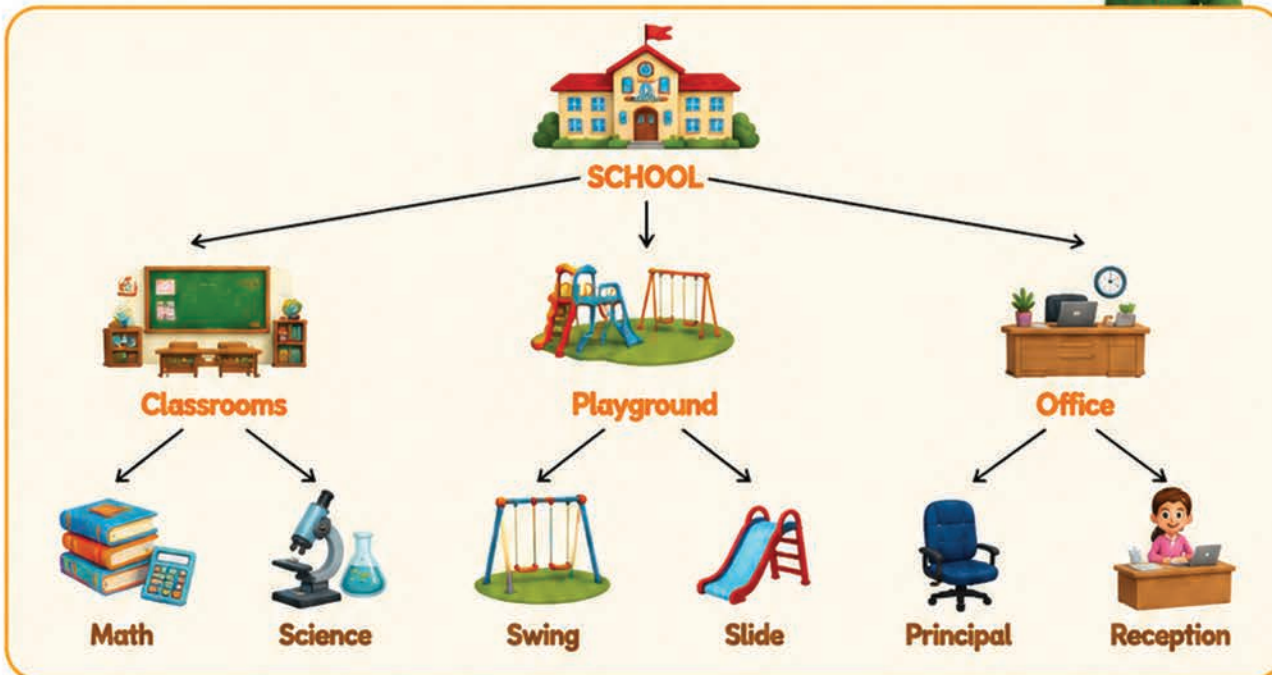 SCHOOL
Classrooms Playground Office
Math Science Swing Slide Principal Reception